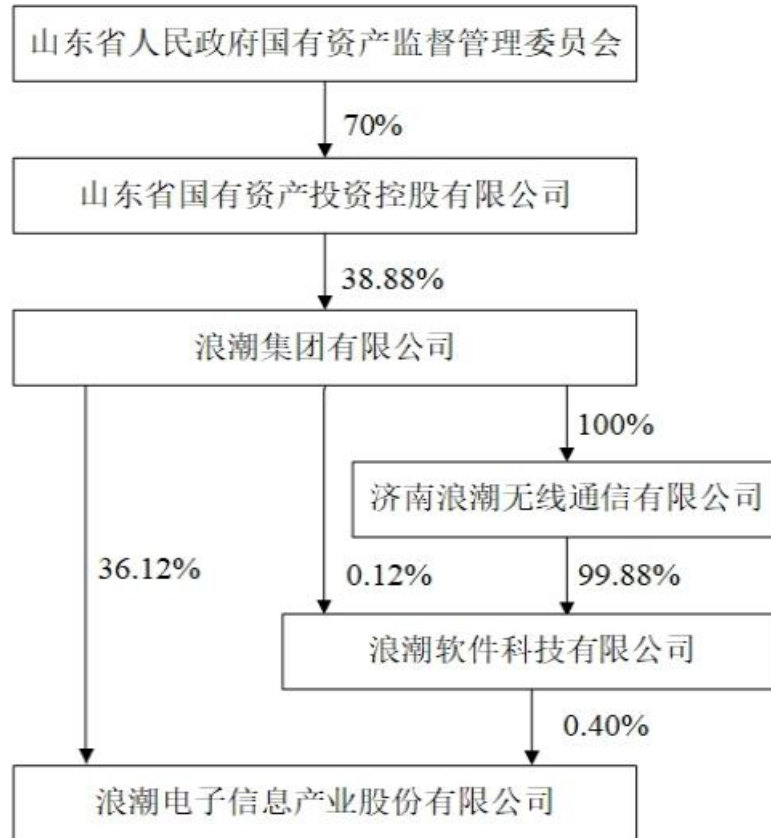 山东省人民政府国有资产监督管理委员会
70%
山东省国有资产投资控股有限公司
38.88%
浪潮集团有限公司
100%
济南浪潮无线通信有限公司
36.12%
0.12%
99.88%
浪潮软件科技有限公司
0.40%
浪潮电子信息产业股份有限公司